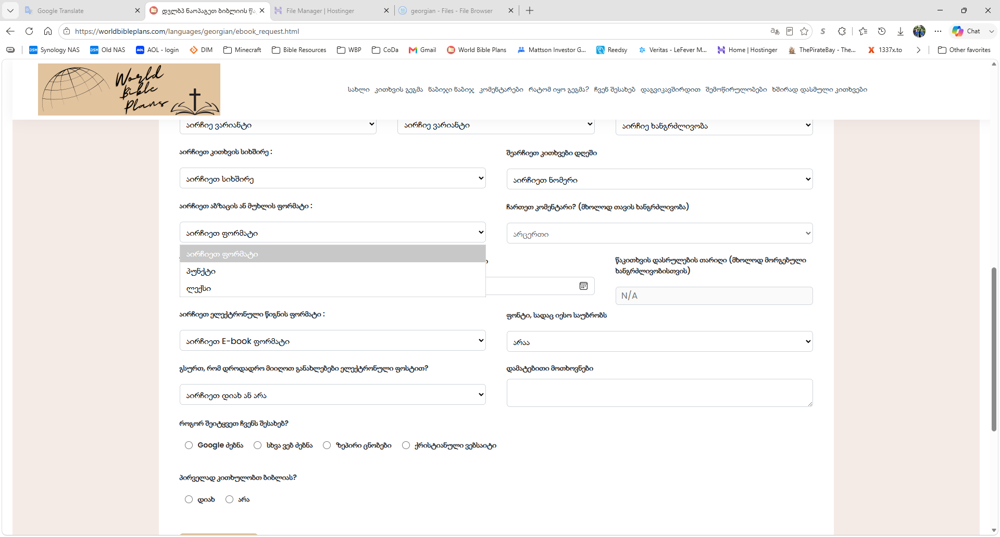 Google Translate
დვლბპ ნაოპაგეთ ბიბლიის წა
File Manager | Hostinger
georgian - Files - File Browser
https://worldbibleplans.com/languages/georgian/ebook_request.html
Chat
Synology NAS
Old NAS
AOL - login
DIM
Minecraft
Bible Resources
WBP
CoDa
Gmail
World Bible Plans
Mattson Investor G...
Reedsy
Veritas - LeFever M...
Home | Hostinger
ThePirateBay - The...
1337x.to
Other favorites
World
Bible
Plans
სახლი კითხვის გეგმა ნაბიჯი ნაბიჯ კომენტარები რატომ იყო გეგმა? ჩვენ შესახებ დაგვიკავშირდით შემოწირულობები ხშირად დასმული კითხვები
აირჩიე ვარიანტი
აირჩიე ვარიანტი
აირჩიე ხანგრძლივობა
აირჩიეთ კითხვის სიხშირე :
შეარჩიეთ კითხვები დღეში
აირჩიეთ სიხშირე
აირჩიეთ ნომერი
აირჩიეთ აბზაცის ან მუხლის ფორმატი :
ჩართეთ კომენტარი? (მხოლოდ თავის ხანგრძლივობა)
აირჩიეთ ფორმატი
არცერთი
აირჩიეთ ფორმატი
პუნქტი
ლექსი
წაკითხვის დასრულების თარიღი (მხოლოდ მორგებული
ხანგრძლივობისთვის)
N/A
აირჩიეთ ელექტრონული წიგნის ფორმატი :
ფონტი, სადაც იესო საუბრობს
აირჩიეთ E-book ფორმატი
არაა
გსურთ, რომ დროდადრო მიიღოთ განახლებები ელექტრონული ფოსტით?
დამატებითი მოთხოვნები
აირჩიეთ დიახ ან არა
როგორ შეიტყვეთ ჩვენს შესახებ?
Google ძებნა
სხვა ვებ ძებნა
ზეპირი ცნობები
ქრისტიანული ვებსაიტი
პირველად კითხულობთ ბიბლიას?
დიახ
არა